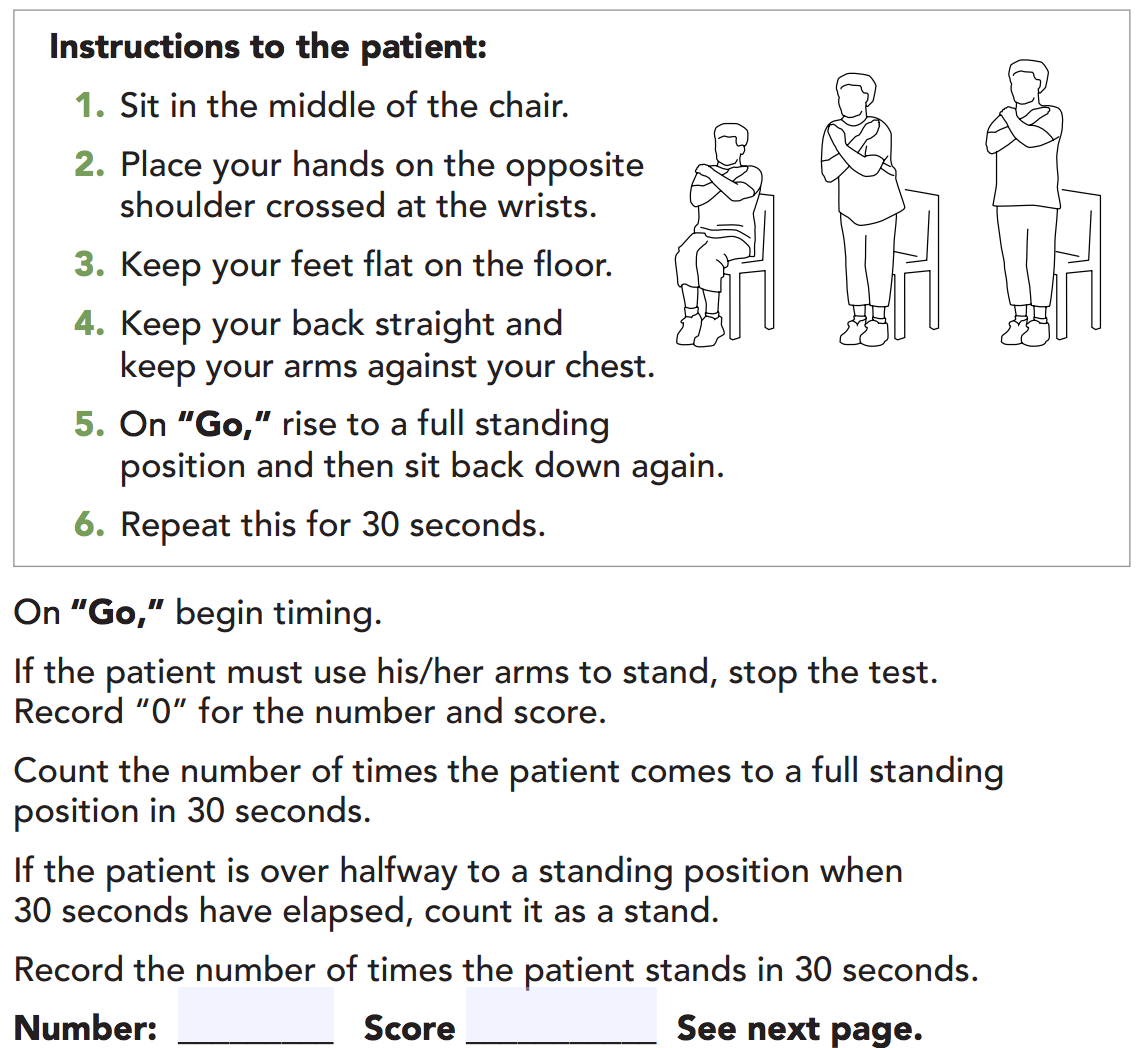 Instructions to the patient:
1. Sit in the middle of the chair.
2. Place your hands on the opposite
shoulder crossed at the wrists.
3. Keep your feet flat on the floor.
4. Keep your back straight and
keep your arms against your chest.
5. On “Go,” rise to a full standing
position and then sit back down again.
6. Repeat this for 30 seconds.
On “Go,” begin timing.
If the patient must use his/her arms to stand, stop the test.
Record “0” for the number and score.
Count the number of times the patient comes to a full standing
position in 30 seconds.
If the patient is over halfway to a standing position when
30 seconds have elapsed, count it as a stand.
Record the number of times the patient stands in 30 seconds.
Number: _________ Score ___________ See next page.